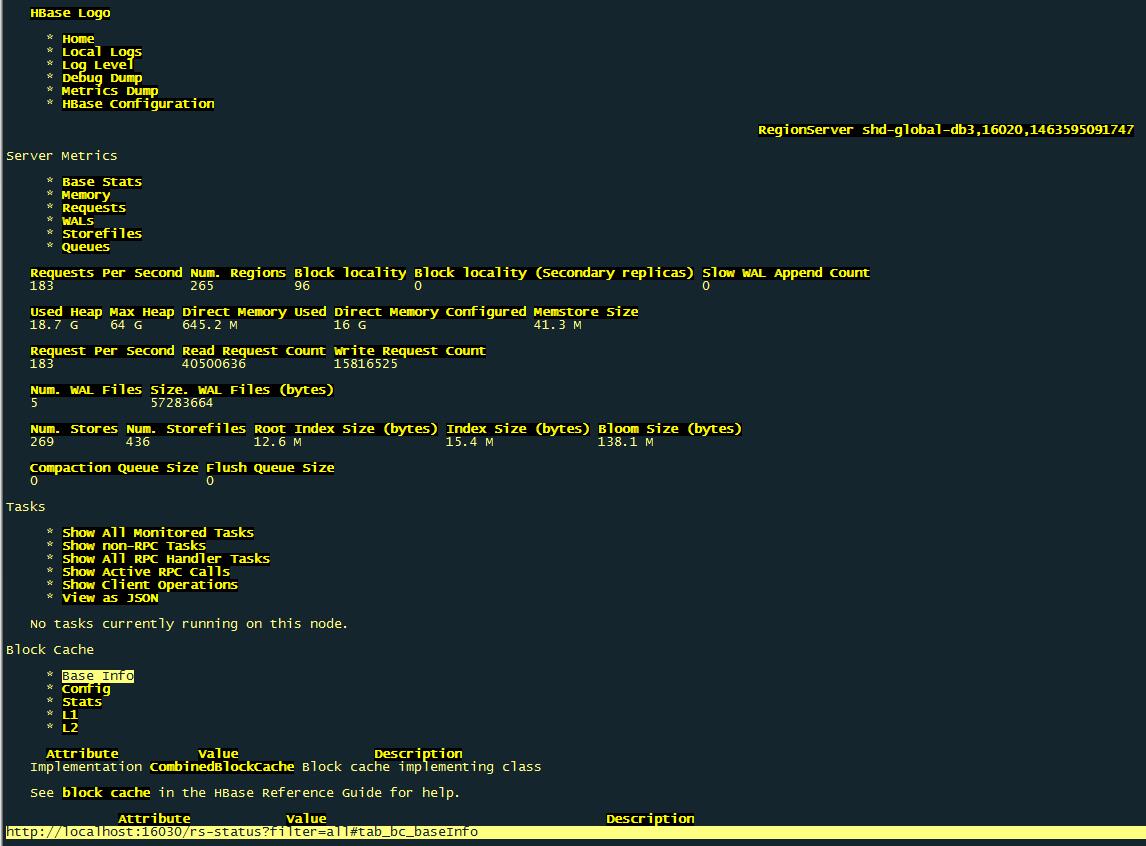 HBase Logo
* Home
* Local Logs
* Log Level
* Debug Dump
* Metrics Dump
* HBase Configuration
RegionServer shd-global-db3,16020,1463595091747
Server Metrics
* Base Stats
* Memory
* Requests
* WALs
* Storefiles
* Queues
Requests Per Second Num. Regions Block locality Block locality (Secondary replicas) Slow WAL Append Count
183 265 96 0 0
Used Heap Max Heap Direct Memory Used Direct Memory Configured Memstore Size
18.7 G 64 G 645.2 M 16 G 41.3 M
Request Per Second Read Request Count Write Request Count
183 40500636 15816525
Num. WAL Files Size. WAL Files (bytes)
5 57283664
Num. Stores Num. Storefiles Root Index Size (bytes) Index Size (bytes) Bloom Size (bytes)
269 436 12.6 M 15.4 M 138.1 M
Compaction Queue Size Flush Queue Size
0 0
Tasks
* Show All Monitored Tasks
* Show non-RPC Tasks
* Show All RPC Handler Tasks
* Show Active RPC Calls
* Show Client Operations
* View as JSON
No tasks currently running on this node.
Block Cache
* Base Info
* Config
* Stats
* L1
* L2
Attribute Value Description
Implementation CombinedBlockCache Block cache implementing class
See block cache in the HBase Reference Guide for help.
Attribute Value Description
http://localhost:16030/rs-status?filter=all#tab_bc_baseInfo